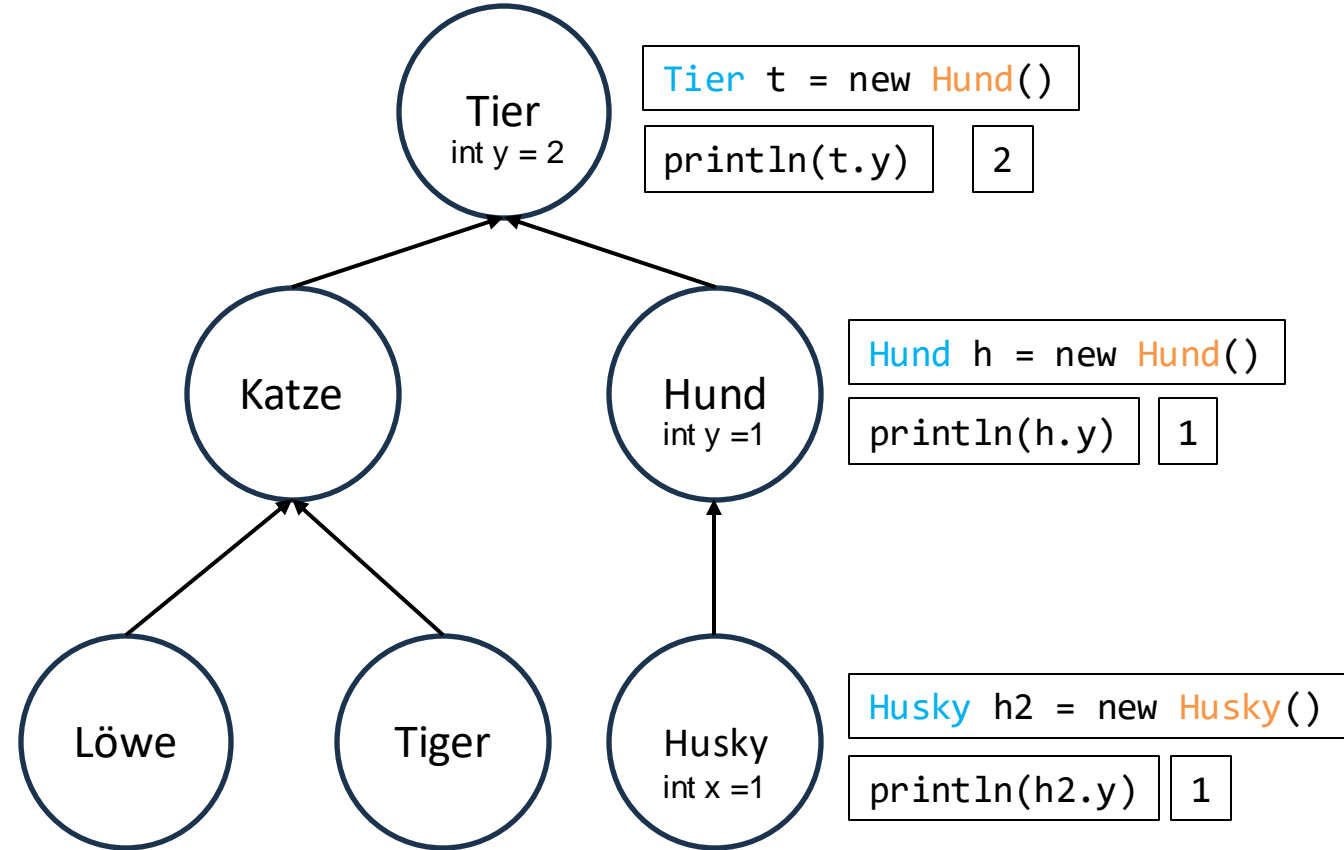 Tier
int y = 2
Tier t = new Hund()
println(t.y)
2
Katze
Hund
int y =1
Hund h = new Hund()
println(h.y)
1
Löwe
Tiger
Husky
int x =1
Husky h2 = new Husky()
println(h2.y)
1